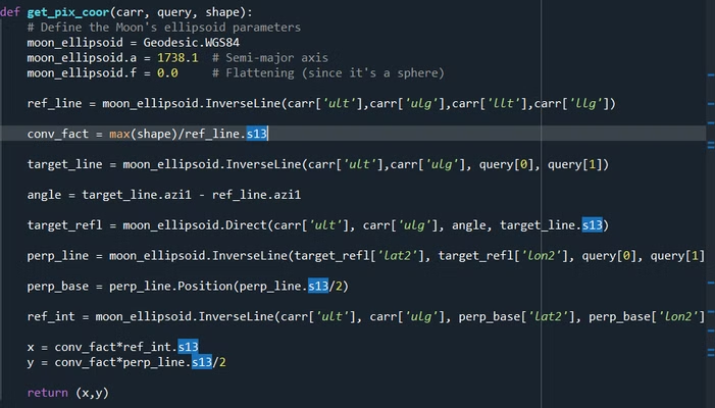 def get_pix_coor(carr, query, shape):
    # Define the Moon's ellipsoid parameters
    moon_ellipsoid = Geodesic.WGS84
    moon_ellipsoid.a = 1738.1  # Semi-major axis
    moon_ellipsoid.f = 0.0     # Flattening (since it's a sphere)
    ref_line = moon_ellipsoid.InverseLine(carr['ult'],carr['ulg'],carr['llt'],carr['llg'])
    conv_fact = max(shape)/ref_line.s13
    target_line = moon_ellipsoid.InverseLine(carr['ult'],carr['ulg'], query[0], query[1])
    angle = target_line.azi1 - ref_line.azi1
    target_refl = moon_ellipsoid.Direct(carr['ult'], carr['ulg'], angle, target_line.s13)
    perp_line = moon_ellipsoid.InverseLine(target_refl['lat2'], target_refl['lon2'], query[0], query[1]
    perp_base = perp_line.Position(perp_line.s13/2)
    ref_int = moon_ellipsoid.InverseLine(carr['ult'], carr['ulg'], perp_base['lat2'], perp_base['lon2']
    x = conv_fact*ref_int.s13
    y = conv_fact*perp_line.s13/2
    return (x,y)